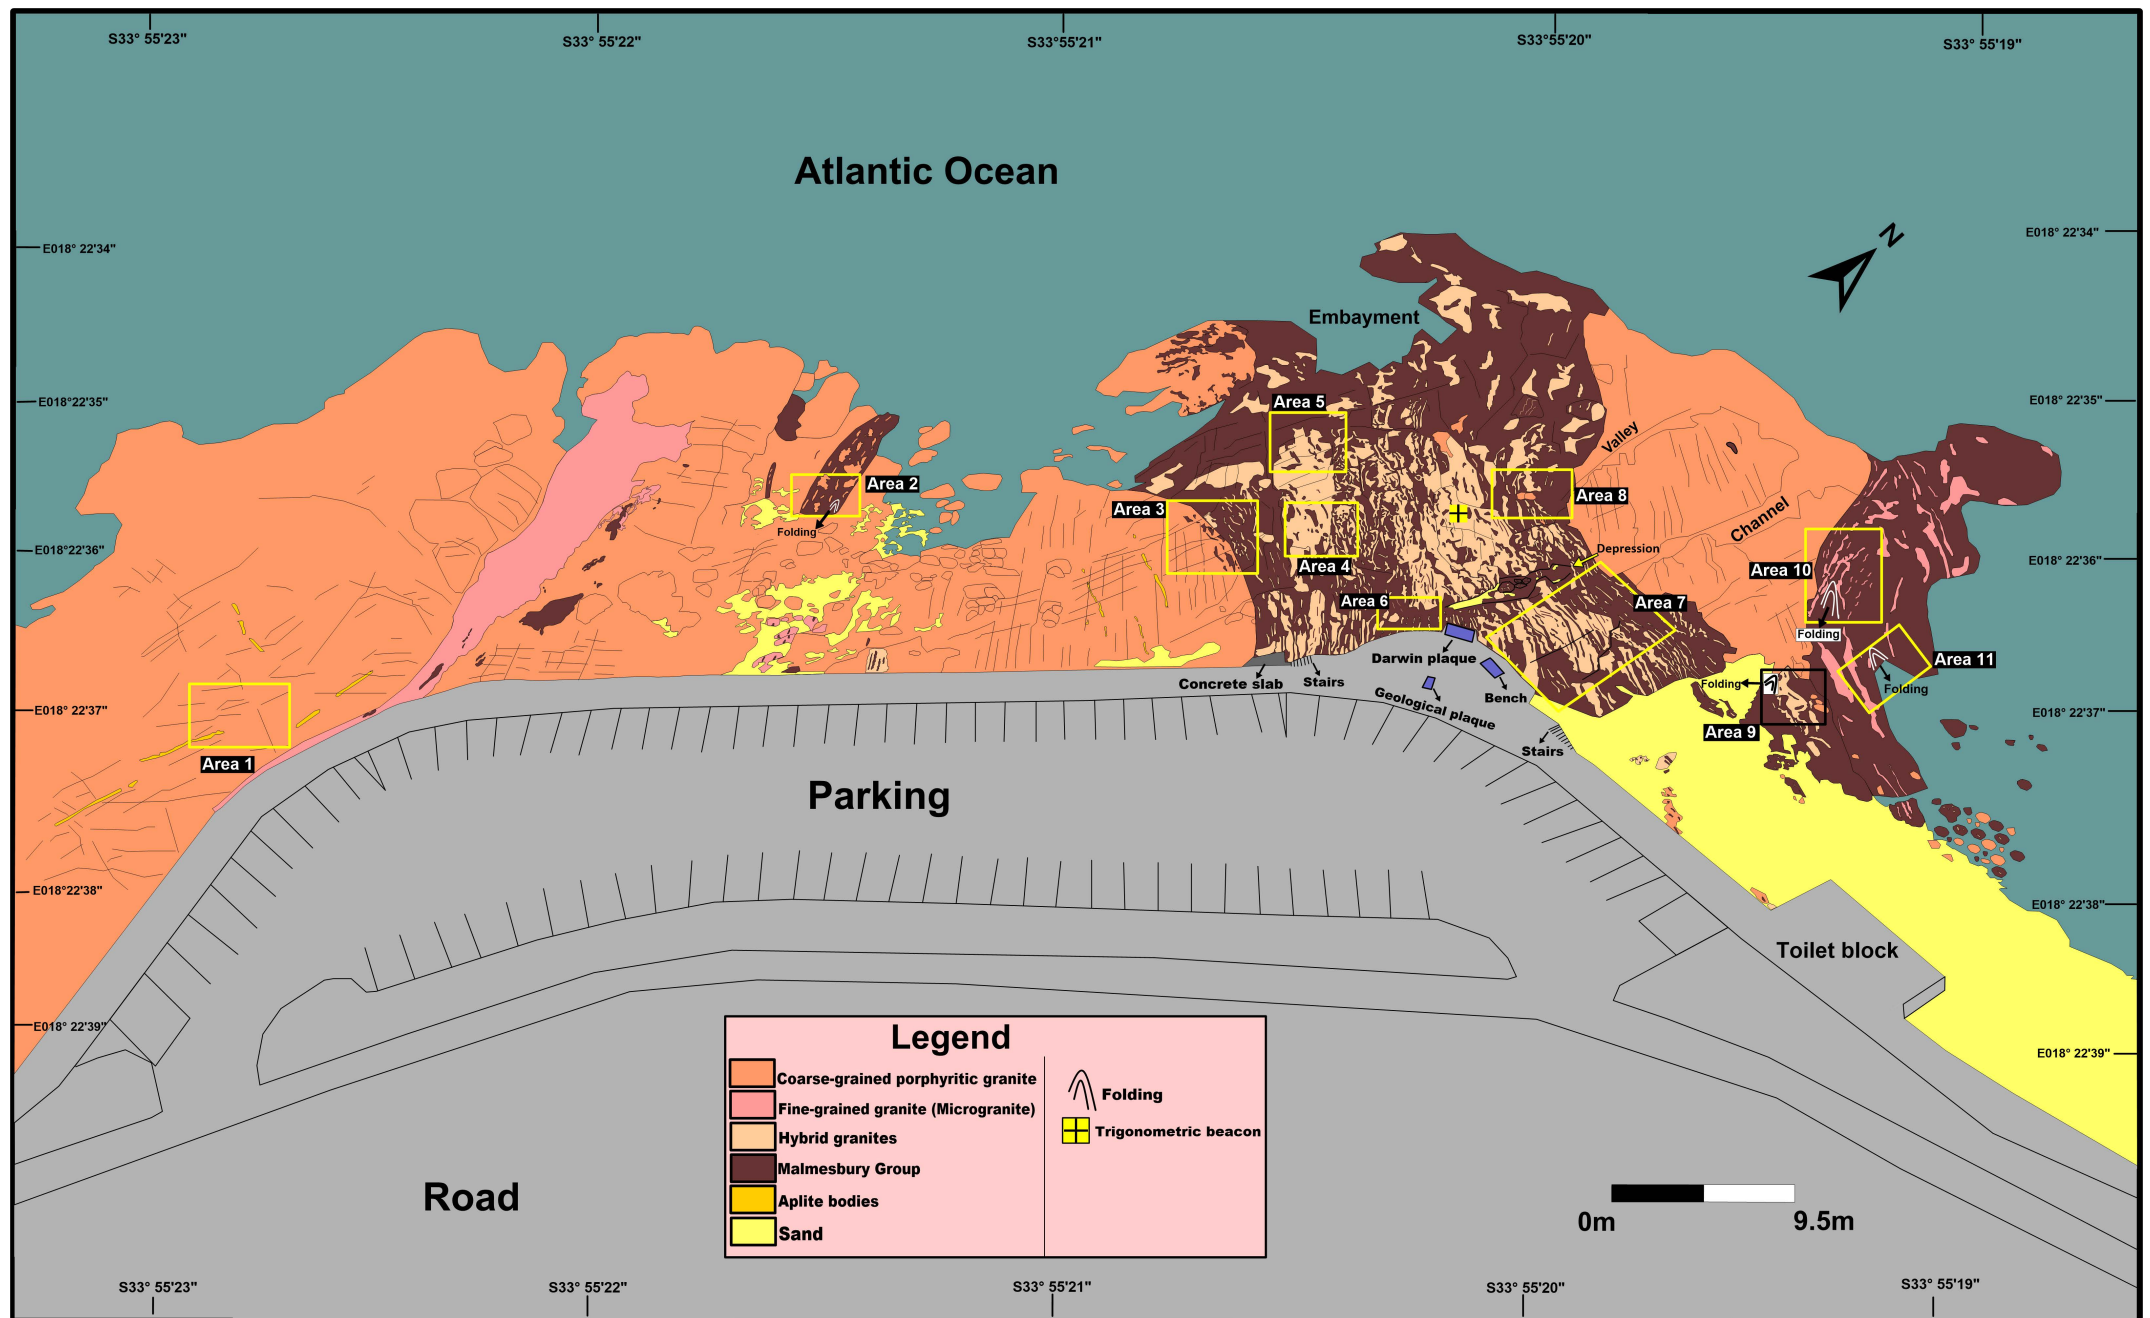 S33° 55'23"
S33° 55'22"
S33°55'21"
S33° 55'20"
S33° 55'19"
Atlantic Ocean
N
E018° 22'34"
E018° 22'34"
Embayment
E018°22'35"
E018° 22'35"
Area 5
Valley
Area 2
Area 8
Area 3
Channel
Folding
E018°22'36"
Depression
E018° 22'36"
Area 4
Area 10
Area 6
Area 7
Folding
Darwin plaque
Area 11
Concrete slab
Stairs
Bench
Folding
Folding
Geological plaque
E018° 22'37"
E018° 22'37"
Area 9
Stairs
Area 1
Parking
E018°22'38"
E018° 22'38"
Toilet block
E018° 22'39"
E018° 22'39"
Legend
Coarse-grained porphyritic granite
Fine-grained granite (Microgranite)
Hybrid granites
Malmesbury Group
Aplite bodies
Sand
Folding
Trigonometric beacon
Road
0m
9.5m
S33° 55'23"
S33° 55'22"
S33° 55'21"
S33° 55'20"
S33° 55'19"